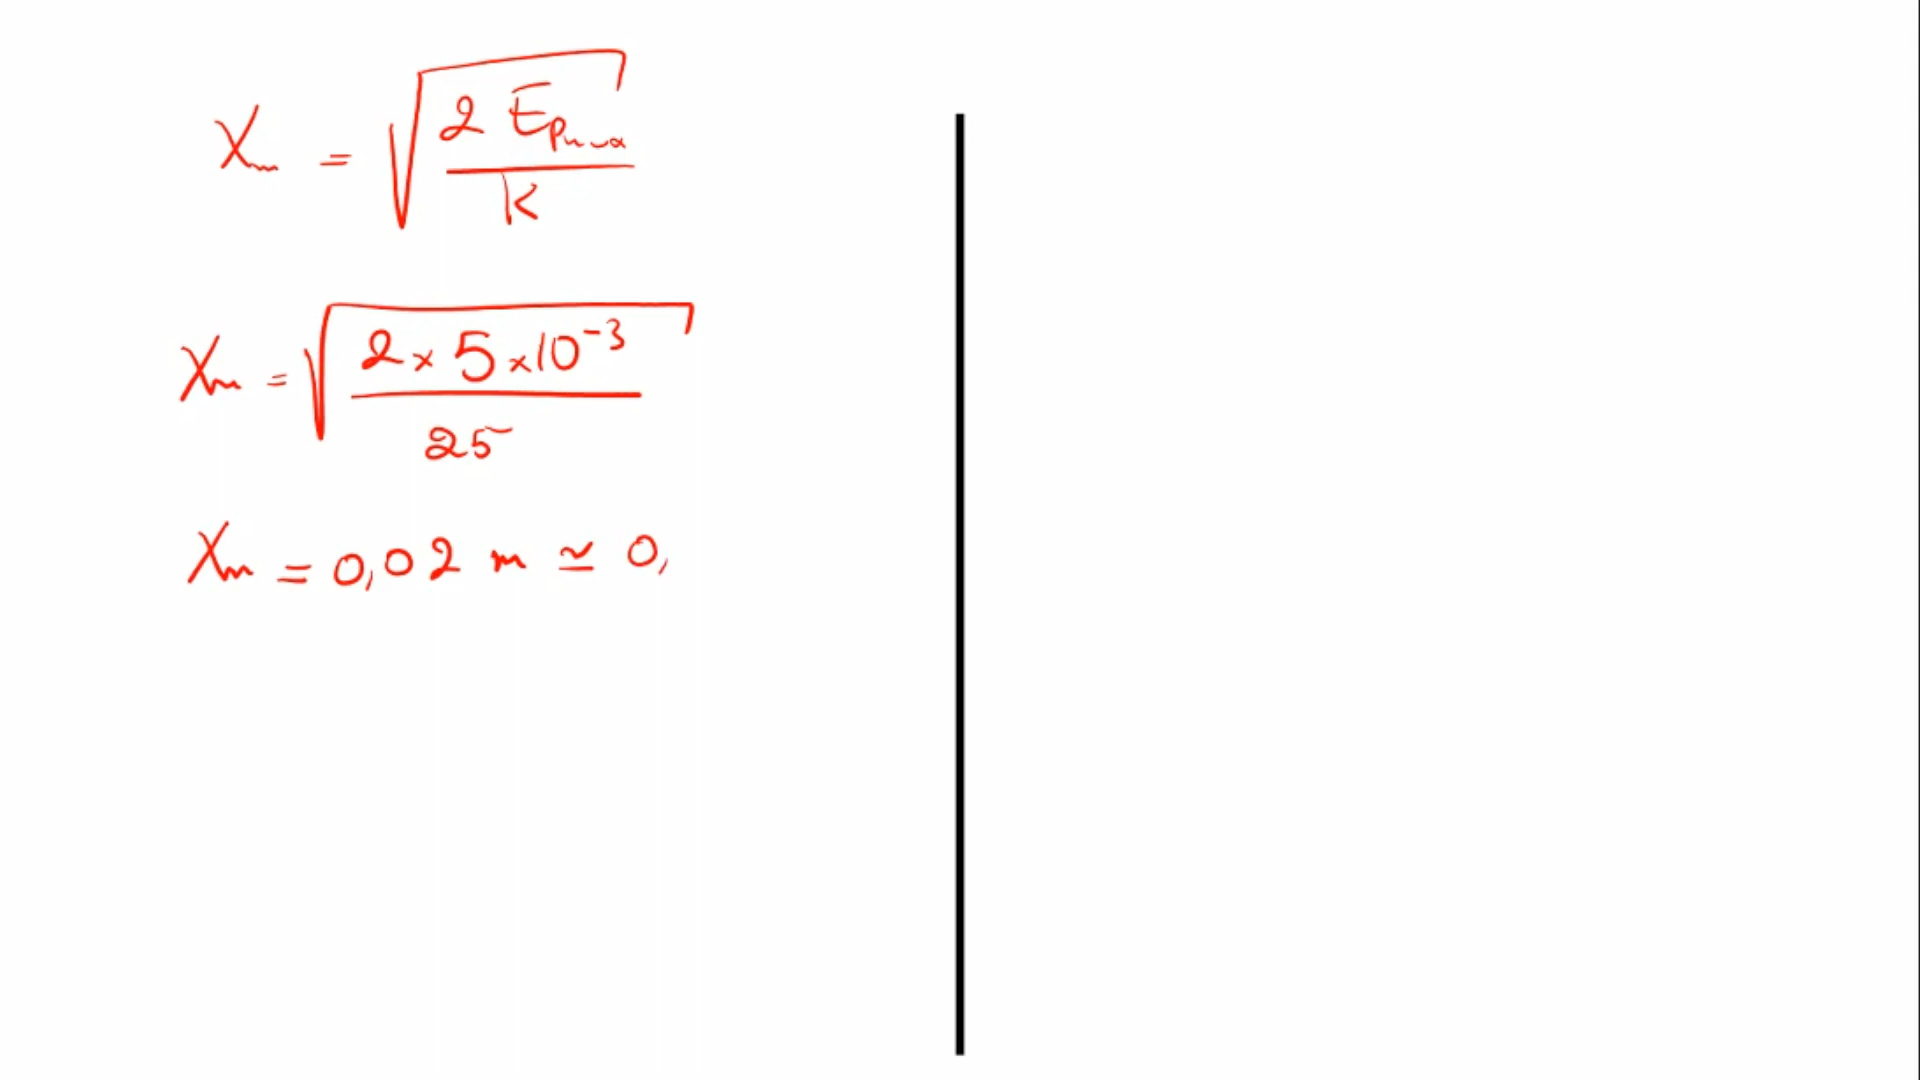 Xm = √(2 Epmax / K)
Xm = √(2 × 5 × 10⁻³ / 25)
Xm = 0,02 m ≃ 0,